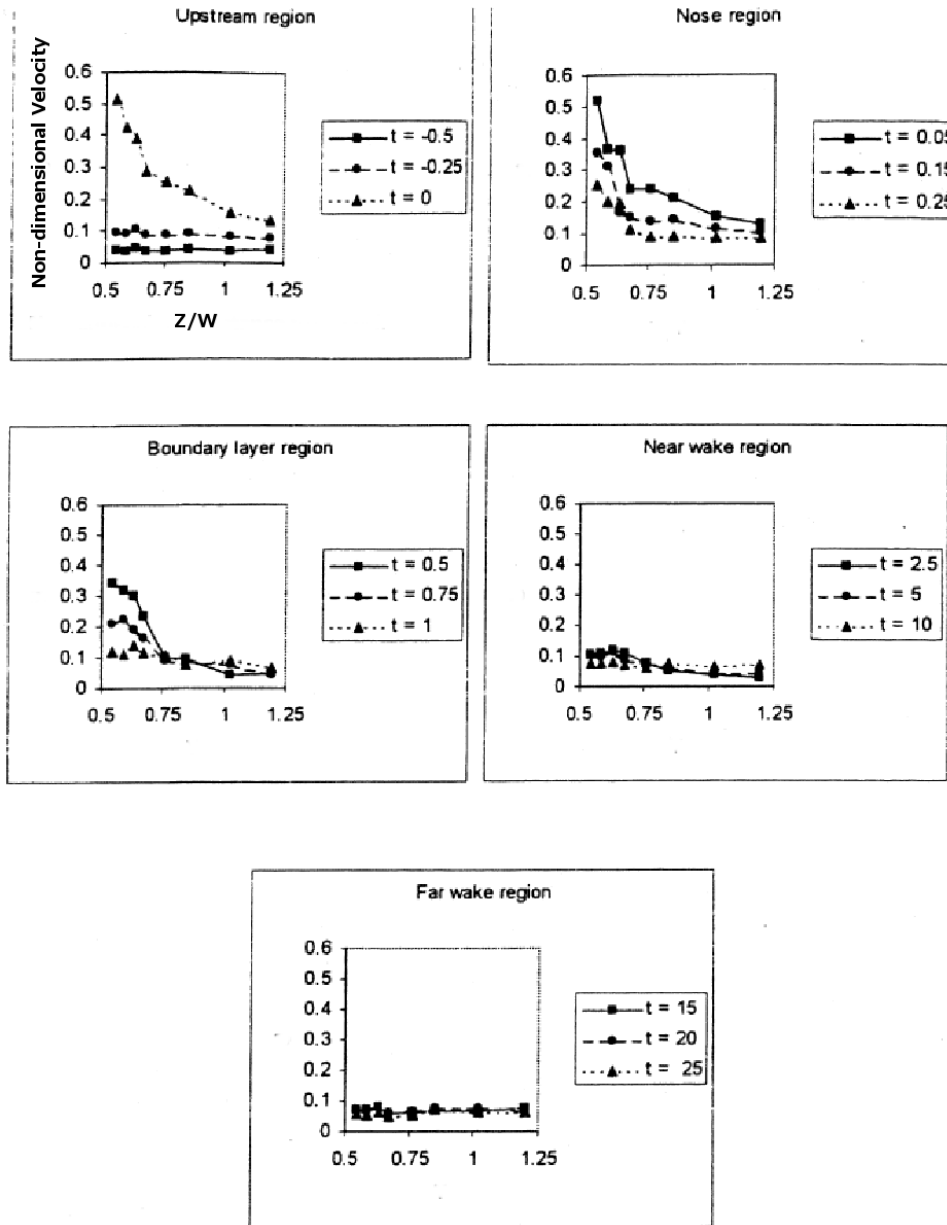 Upstream region
Non-dimensional Velocity
0.6
0.5
0.4
0.3
0.2
0.1
0
0.5 0.75 1 1.25
Z/W
t = -0.5
t = -0.25
t = 0
Nose region
0.6
0.5
0.4
0.3
0.2
0.1
0
0.5 0.75 1 1.25
t = 0.05
t = 0.15
t = 0.25
Boundary layer region
0.6
0.5
0.4
0.3
0.2
0.1
0
0.5 0.75 1 1.25
t = 0.5
t = 0.75
t = 1
Near wake region
0.6
0.5
0.4
0.3
0.2
0.1
0
0.5 0.75 1 1.25
t = 2.5
t = 5
t = 10
Far wake region
0.6
0.5
0.4
0.3
0.2
0.1
0
0.5 0.75 1 1.25
t = 15
t = 20
t = 25